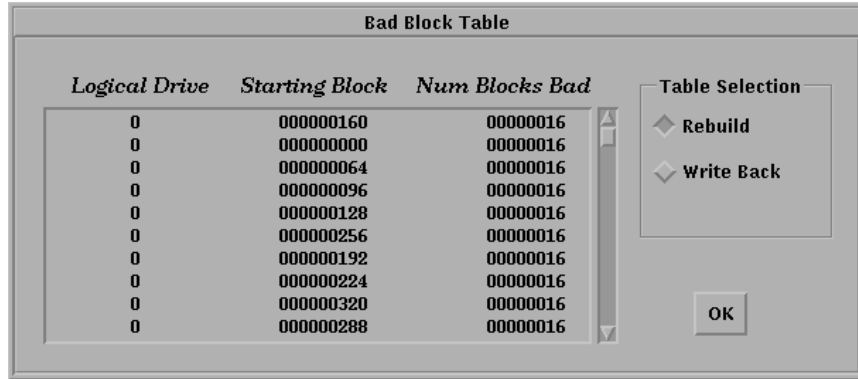 Bad Block Table
Logical Drive Starting Block Num Blocks Bad
0 000000160 00000016
0 000000000 00000016
0 000000064 00000016
0 000000096 00000016
0 000000128 00000016
0 000000256 00000016
0 000000192 00000016
0 000000224 00000016
0 000000320 00000016
0 000000288 00000016
Table Selection
Rebuild
Write Back
OK